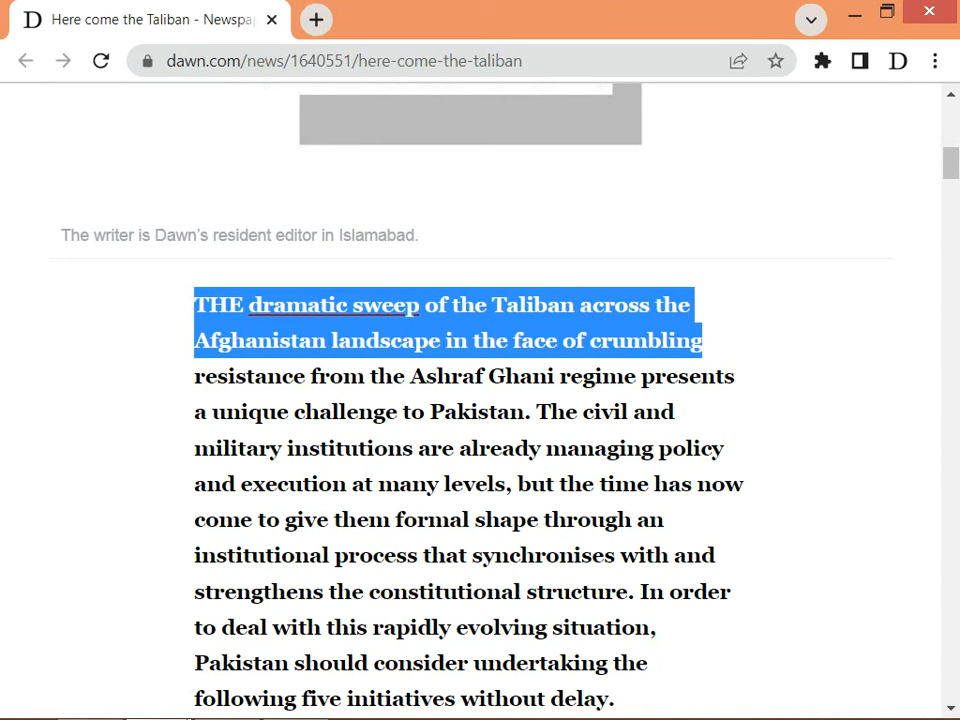 Here come the Taliban - Newspa
dawn.com/news/1640551/here-come-the-taliban
The writer is Dawn's resident editor in Islamabad.
THE dramatic sweep of the Taliban across the
Afghanistan landscape in the face of crumbling
resistance from the Ashraf Ghani regime presents
a unique challenge to Pakistan. The civil and
military institutions are already managing policy
and execution at many levels, but the time has now
come to give them formal shape through an
institutional process that synchronises with and
strengthens the constitutional structure. In order
to deal with this rapidly evolving situation,
Pakistan should consider undertaking the
following five initiatives without delay.